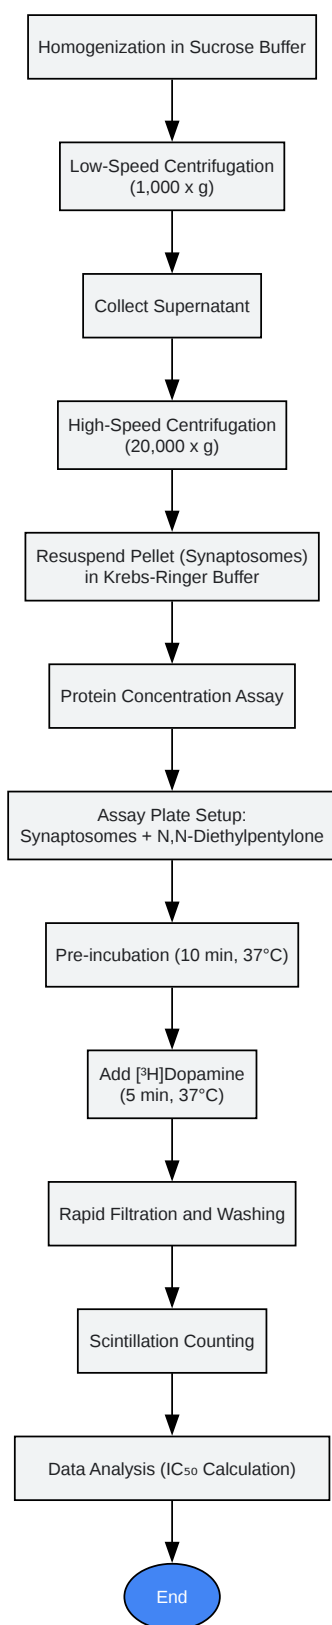 Homogenization in Sucrose Buffer
Low-Speed Centrifugation
(1,000 x g)
Collect Supernatant
High-Speed Centrifugation
(20,000 x g)
Resuspend Pellet (Synaptosomes)
in Krebs-Ringer Buffer
Protein Concentration Assay
Assay Plate Setup:
Synaptosomes + N,N-Diethylpentylone
Pre-incubation (10 min, 37°C)
Add [³H]Dopamine
(5 min, 37°C)
Rapid Filtration and Washing
Scintillation Counting
Data Analysis (IC₅₀ Calculation)
End